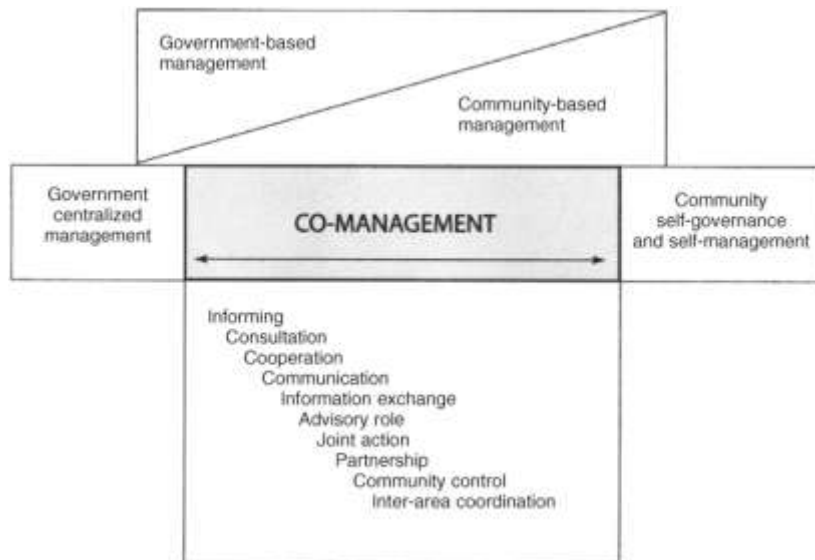 Government-based
management
Community-based
management
Government
centralized
management
CO-MANAGEMENT
Community
self-governance
and self-management
Informing
Consultation
Cooperation
Communication
Information exchange
Advisory role
Joint action
Partnership
Community control
Inter-area coordination